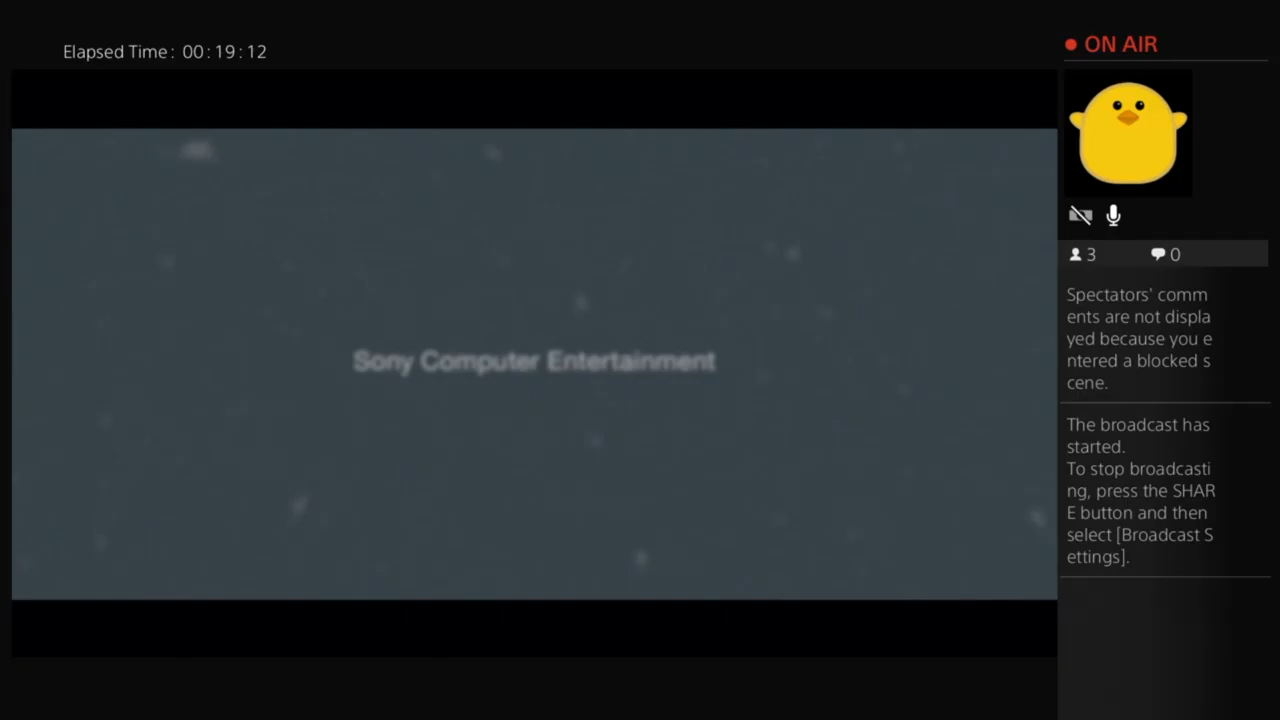 Elapsed Time: 00:19:12
ON AIR
Sony Computer Entertainment
3 0
Spectators' comm
ents are not displa
yed because you e
ntered a blocked s
cene.
The broadcast has
started.
To stop broadcasti
ng, press the SHAR
E button and then
select [Broadcast S
ettings].